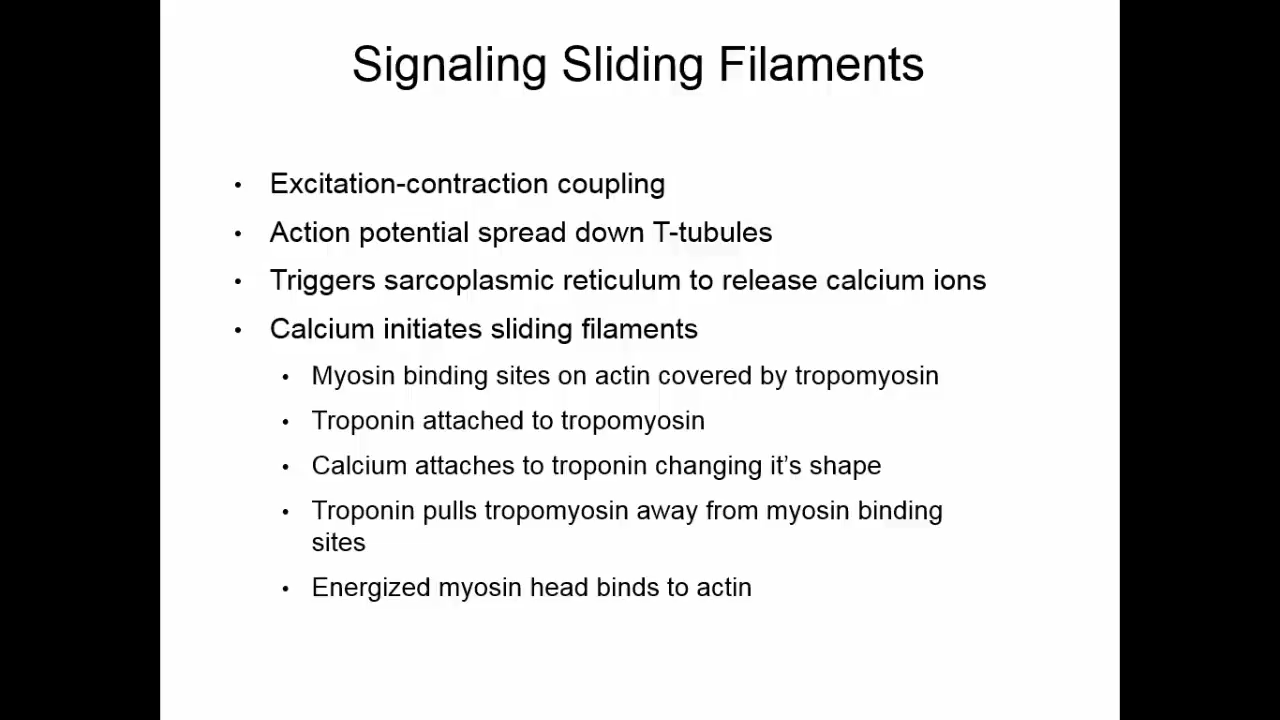 Signaling Sliding Filaments
• Excitation-contraction coupling
• Action potential spread down T-tubules
• Triggers sarcoplasmic reticulum to release calcium ions
• Calcium initiates sliding filaments
• Myosin binding sites on actin covered by tropomyosin
• Troponin attached to tropomyosin
• Calcium attaches to troponin changing it’s shape
• Troponin pulls tropomyosin away from myosin binding
sites
• Energized myosin head binds to actin